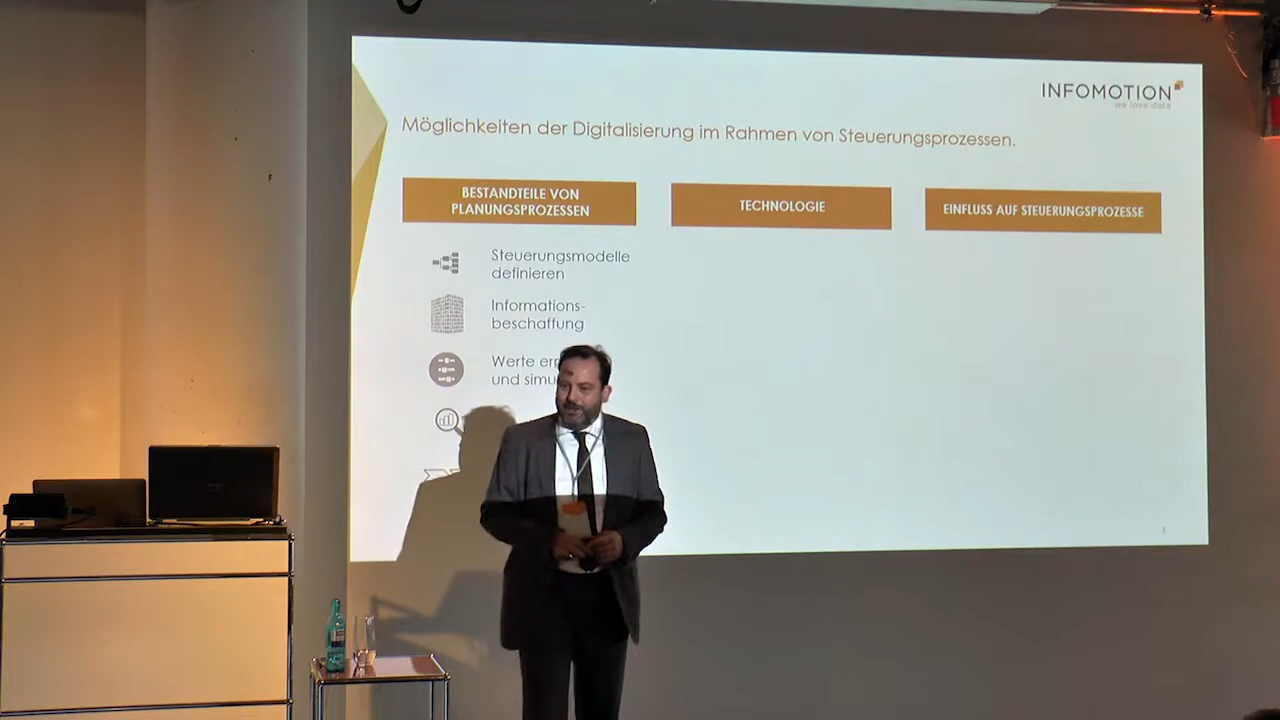 INFOMOTION
we love data
Möglichkeiten der Digitalisierung im Rahmen von Steuerungsprozessen.
BESTANDTEILE VON
PLANUNGSPROZESSEN
TECHNOLOGIE
EINFLUSS AUF STEUERUNGSPROZESSE
Steuerungsmodelle
definieren
Informations-
beschaffung
Werte
und